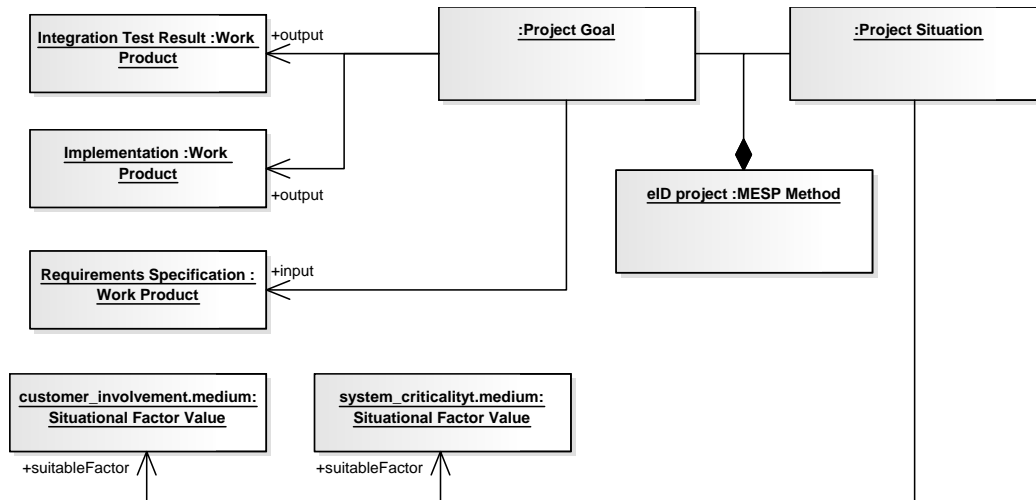 Integration Test Result :Work
Product
+output
:Project Goal
:Project Situation
Implementation :Work
Product
+output
eID project :MESP Method
Requirements Specification :
Work Product
+input
customer_involvement.medium:
Situational Factor Value
system_criticalityt.medium:
Situational Factor Value
+suitableFactor
+suitableFactor